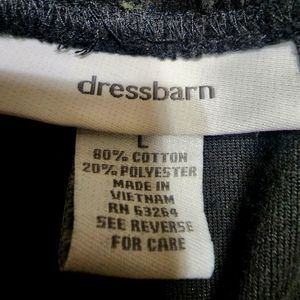 dressbarn
L
80% COTTON
20% POLYESTER
MADE IN
VIETNAM
RN 63264
SEE REVERSE
FOR CARE